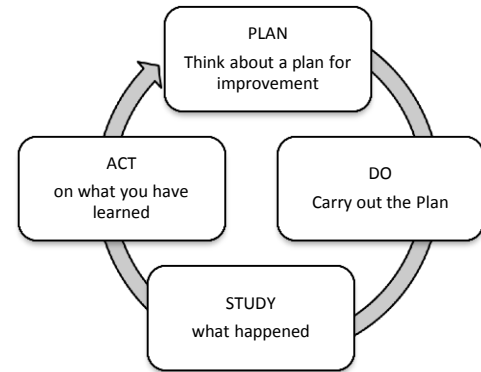 PLAN
Think about a plan for
improvement
DO
Carry out the Plan
STUDY
what happened
ACT
on what you have
learned